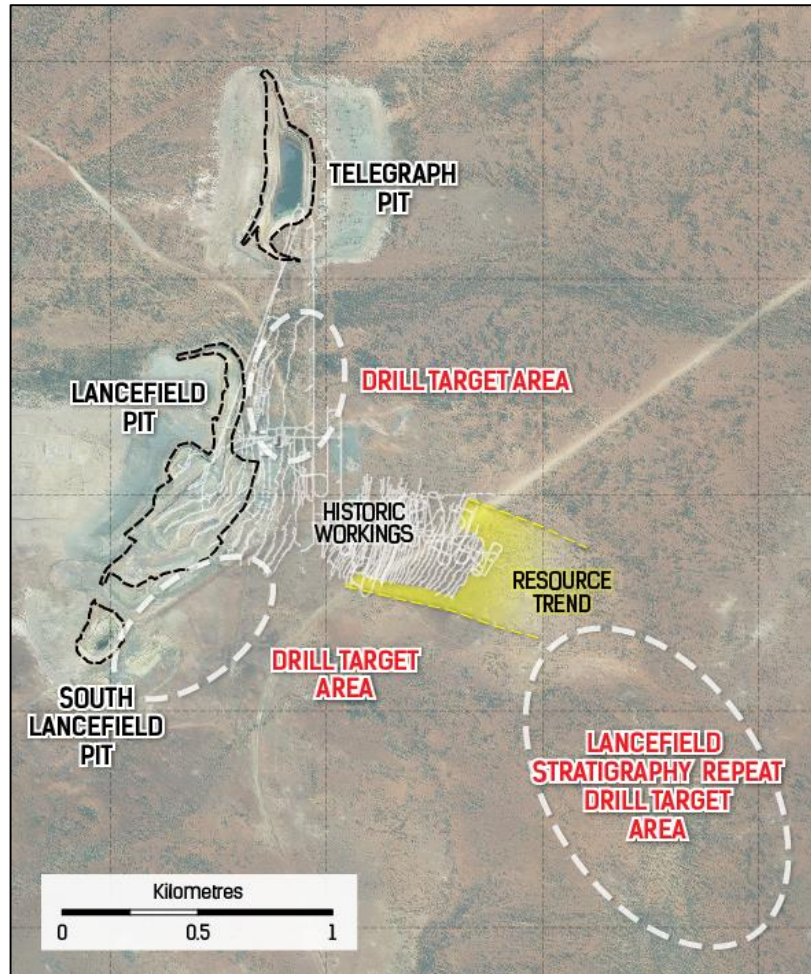 TELEGRAPH
PIT
LANCEFIELD
PIT
DRILL TARGET AREA
HISTORIC
WORKINGS
RESOURCE
TREND
DRILL TARGET
AREA
SOUTH
LANCEFIELD
PIT
LANCEFIELD
STRATIGRAPHY REPEAT
DRILL TARGET
AREA
Kilometres
0 0.5 1